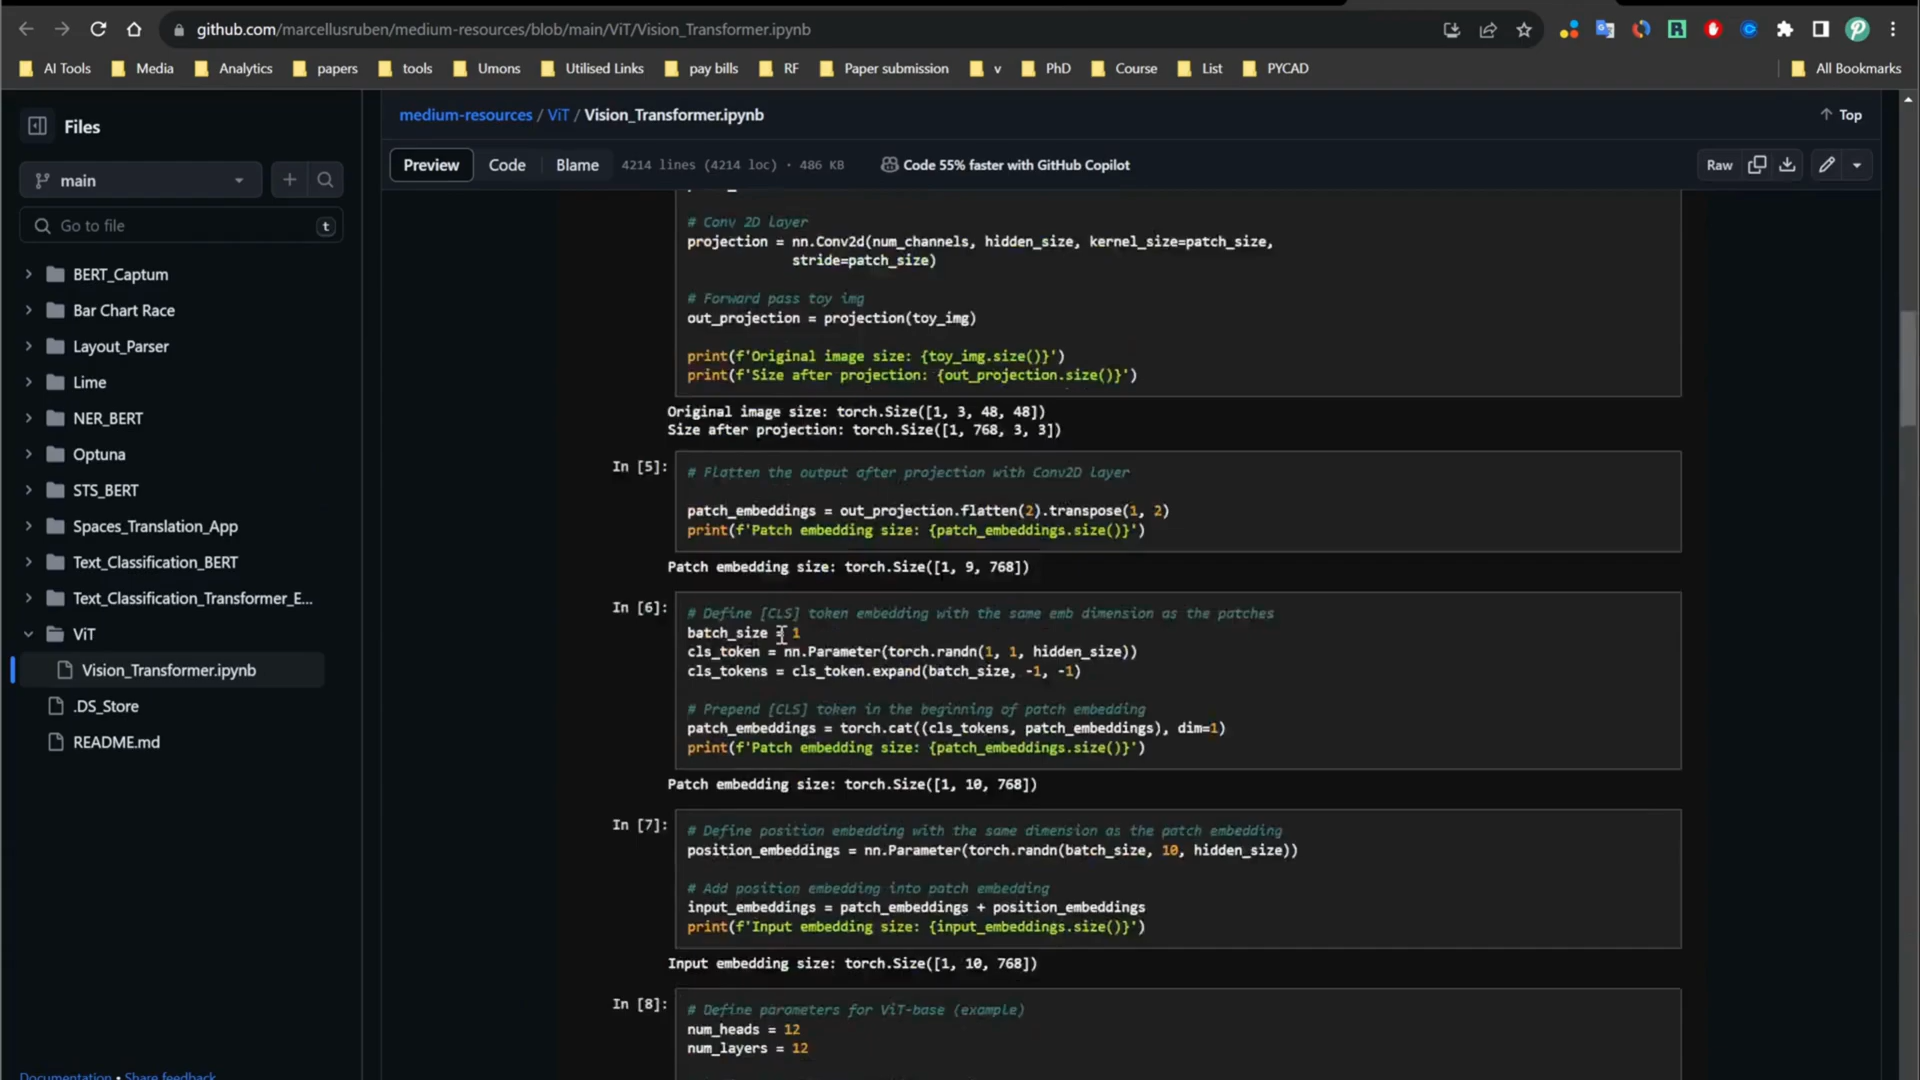 github.com/marcellusruben/medium-resources/blob/main/ViT/Vision_Transformer.ipynb
AI Tools Media Analytics papers tools Umons Utilised Links pay bills RF Paper submission v PhD Course List PYCAD All Bookmarks
Files
medium-resources / ViT / Vision_Transformer.ipynb
Top
main
Preview Code Blame 4214 lines (4214 loc) · 486 KB Code 55% faster with GitHub Copilot Raw
Go to file t
BERT_Captum
Bar Chart Race
Layout_Parser
Lime
NER_BERT
Optuna
STS_BERT
Spaces_Translation_App
Text_Classification_BERT
Text_Classification_Transformer_E...
ViT
Vision_Transformer.ipynb
.DS_Store
README.md
Documentation • Share feedback
# Conv 2D layer
projection = nn.Conv2d(num_channels, hidden_size, kernel_size=patch_size,
stride=patch_size)
# Forward pass toy img
out_projection = projection(toy_img)
print(f'Original image size: {toy_img.size()}')
print(f'Size after projection: {out_projection.size()}')
Original image size: torch.Size([1, 3, 48, 48])
Size after projection: torch.Size([1, 768, 3, 3])
In [5]:
# Flatten the output after projection with Conv2D layer
patch_embeddings = out_projection.flatten(2).transpose(1, 2)
print(f'Patch embedding size: {patch_embeddings.size()}')
Patch embedding size: torch.Size([1, 9, 768])
In [6]:
# Define [CLS] token embedding with the same emb dimension as the patches
batch_size = 1
cls_token = nn.Parameter(torch.randn(1, 1, hidden_size))
cls_tokens = cls_token.expand(batch_size, -1, -1)
# Prepend [CLS] token in the beginning of patch embedding
patch_embeddings = torch.cat((cls_tokens, patch_embeddings), dim=1)
print(f'Patch embedding size: {patch_embeddings.size()}')
Patch embedding size: torch.Size([1, 10, 768])
In [7]:
# Define position embedding with the same dimension as the patch embedding
position_embeddings = nn.Parameter(torch.randn(batch_size, 10, hidden_size))
# Add position embedding into patch embedding
input_embeddings = patch_embeddings + position_embeddings
print(f'Input embedding size: {input_embeddings.size()}')
Input embedding size: torch.Size([1, 10, 768])
In [8]:
# Define parameters for ViT-base (example)
num_heads = 12
num_layers = 12